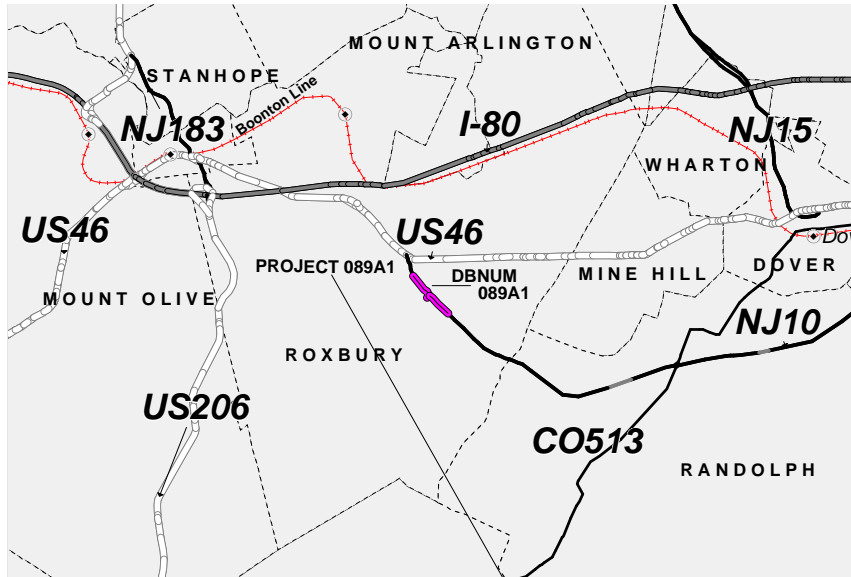 MOUNT ARLINGTON
STANHOPE
Boonton Line
NJ183
I-80
NJ15
WHARTON
US46
US46
PROJECT 089A1
DBNUM
089A1
MINE HILL
DOVER
Dov
MOUNT OLIVE
NJ10
ROXBURY
US206
CO513
RANDOLPH